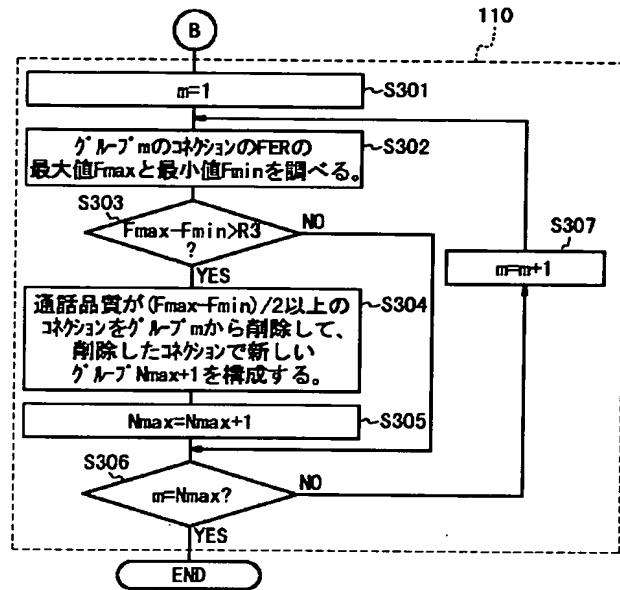 B
110
m=1
S301
グループmのコネクションのFERの
最大値Fmaxと最小値Fminを調べる。
S302
S303
Fmax-Fmin>R3
?
NO
YES
S307
m=m+1
通話品質が(Fmax-Fmin)/2以上の
コネクションをグループmから削除して、
削除したコネクションで新しい
グループNmax+1を構成する。
S304
Nmax=Nmax+1
S305
S306
m=Nmax?
NO
YES
END